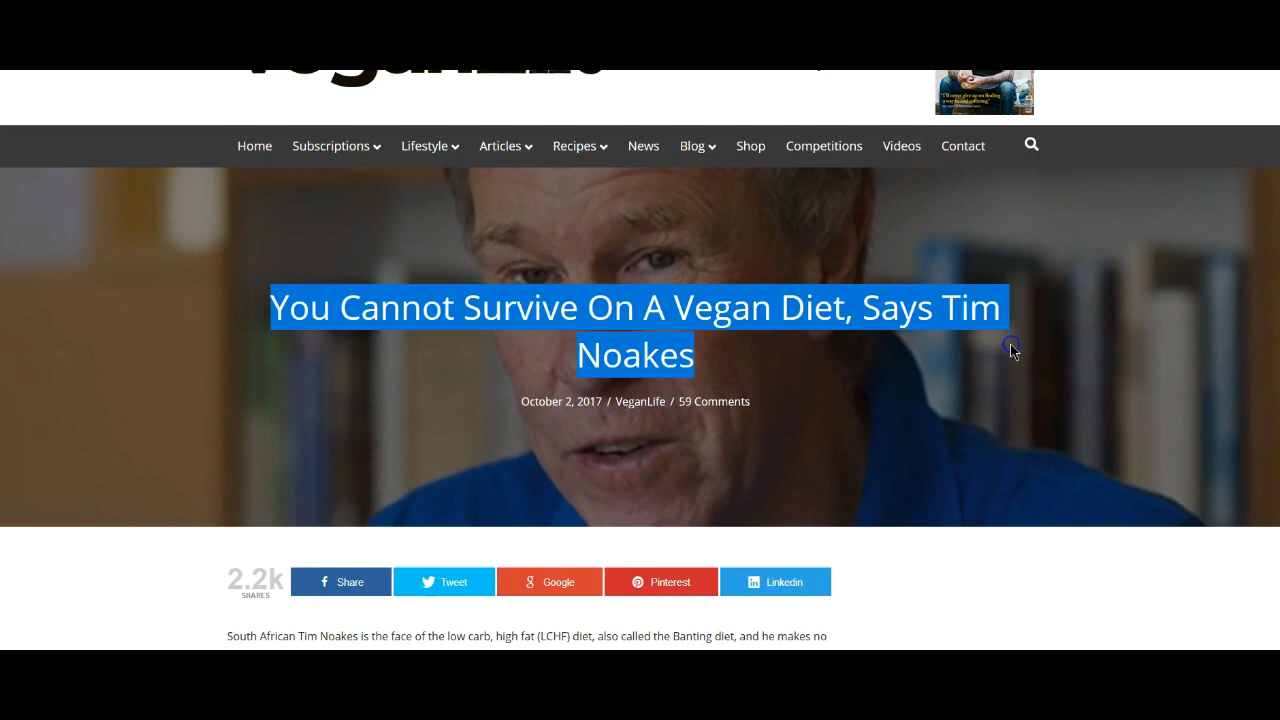 Home Subscriptions Lifestyle Articles Recipes News Blog Shop Competitions Videos Contact
You Cannot Survive On A Vegan Diet, Says Tim
Noakes
October 2, 2017 / VeganLife / 59 Comments
2.2k
SHARES
Share Tweet Google Pinterest Linkedin
South African Tim Noakes is the face of the low carb, high fat (LCHF) diet, also called the Banting diet, and he makes no